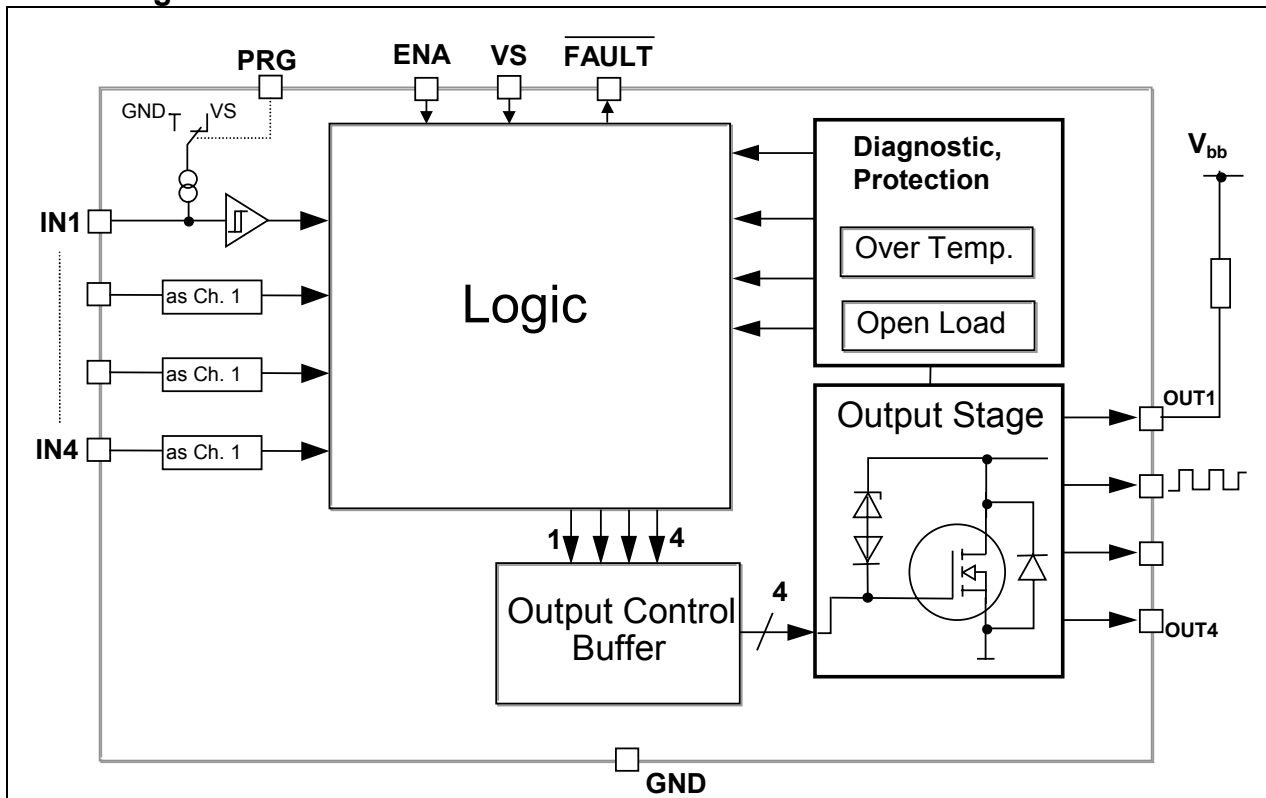 PRG
ENA
VS
FAULT
GND
VS
Diagnostic,
Protection
Vbb
IN1
Over Temp.
as Ch. 1
Logic
Open Load
as Ch. 1
OUT1
Output Stage
IN4
as Ch. 1
1
4
Output Control
Buffer
4
OUT4
GND